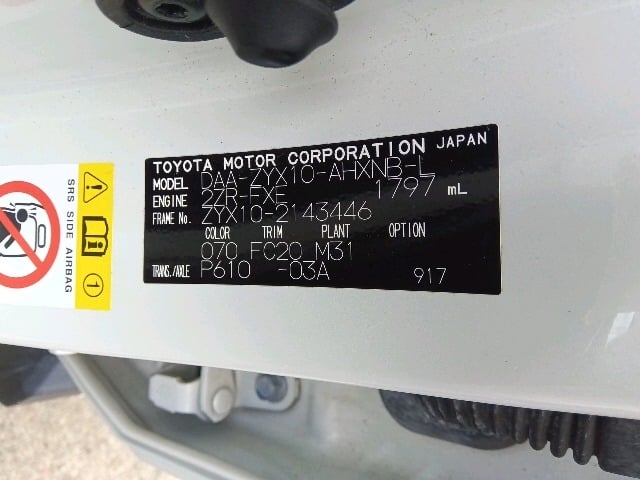 TOYOTA MOTOR CORPORATION JAPAN
MODEL DAA-ZYX10-AHXNB-L
ENGINE 2ZR-FXE 1797 mL
FRAME No. ZYX10-2143446
COLOR TRIM PLANT OPTION
070 FC20 M31
TRANS./AXLE P610 -03A 917
SRS SIDE AIRBAG
1